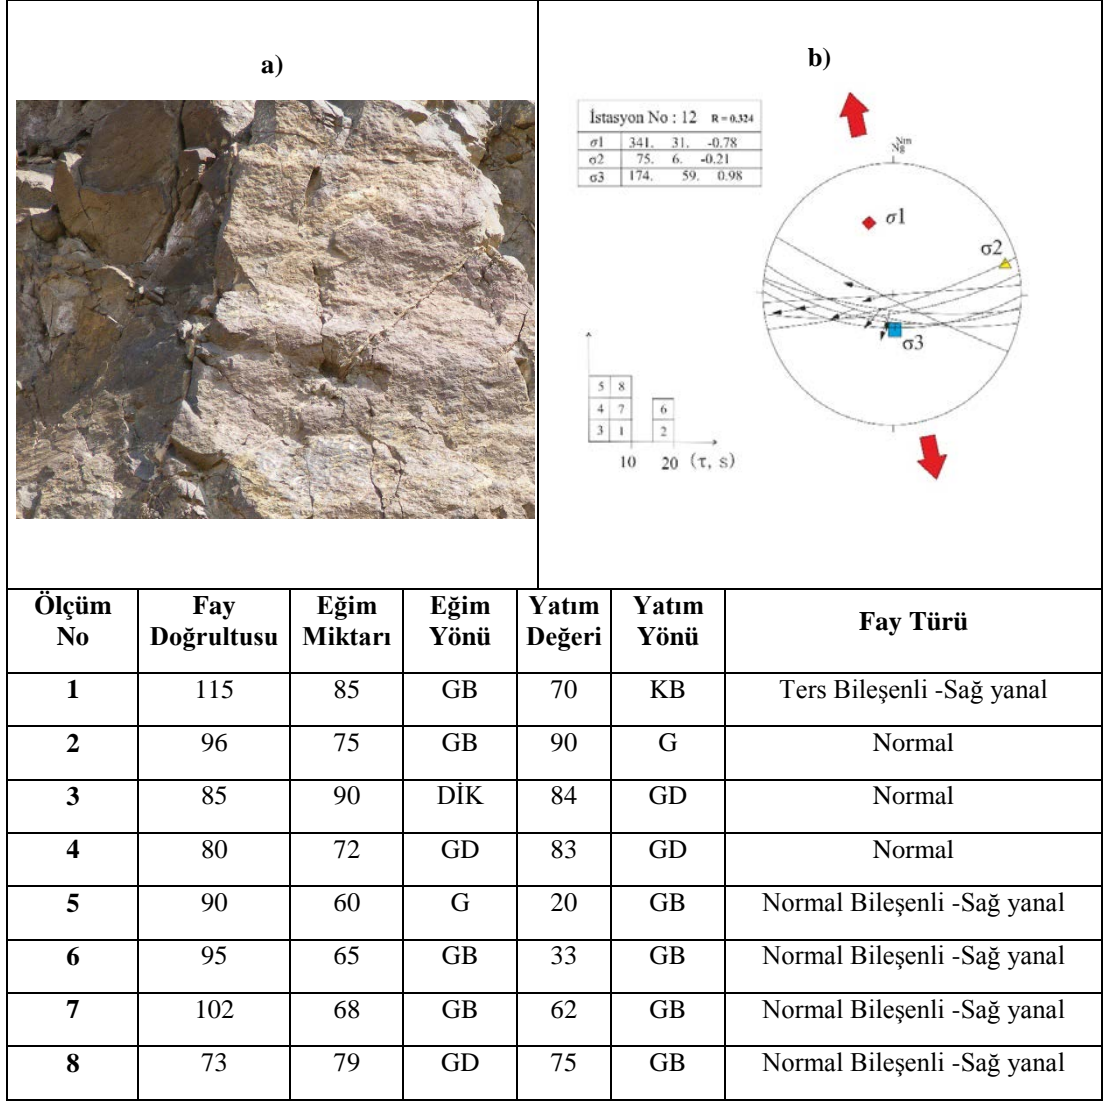 a)
b)
İstasyon No : 12 R = 0.324
σ1 341. 31. -0.78
σ2 75. 6. -0.21
σ3 174. 59. 0.98
σ1
σ2
σ3
5 8
4 7 6
3 1 2
10 20 (τ, s)
Ölçüm No Fay Doğrultusu Eğim Miktarı Eğim Yönü Yatım Değeri Yatım Yönü Fay Türü
1 115 85 GB 70 KB Ters Bileşenli -Sağ yanal
2 96 75 GB 90 G Normal
3 85 90 DİK 84 GD Normal
4 80 72 GD 83 GD Normal
5 90 60 G 20 GB Normal Bileşenli -Sağ yanal
6 95 65 GB 33 GB Normal Bileşenli -Sağ yanal
7 102 68 GB 62 GB Normal Bileşenli -Sağ yanal
8 73 79 GD 75 GB Normal Bileşenli -Sağ yanal